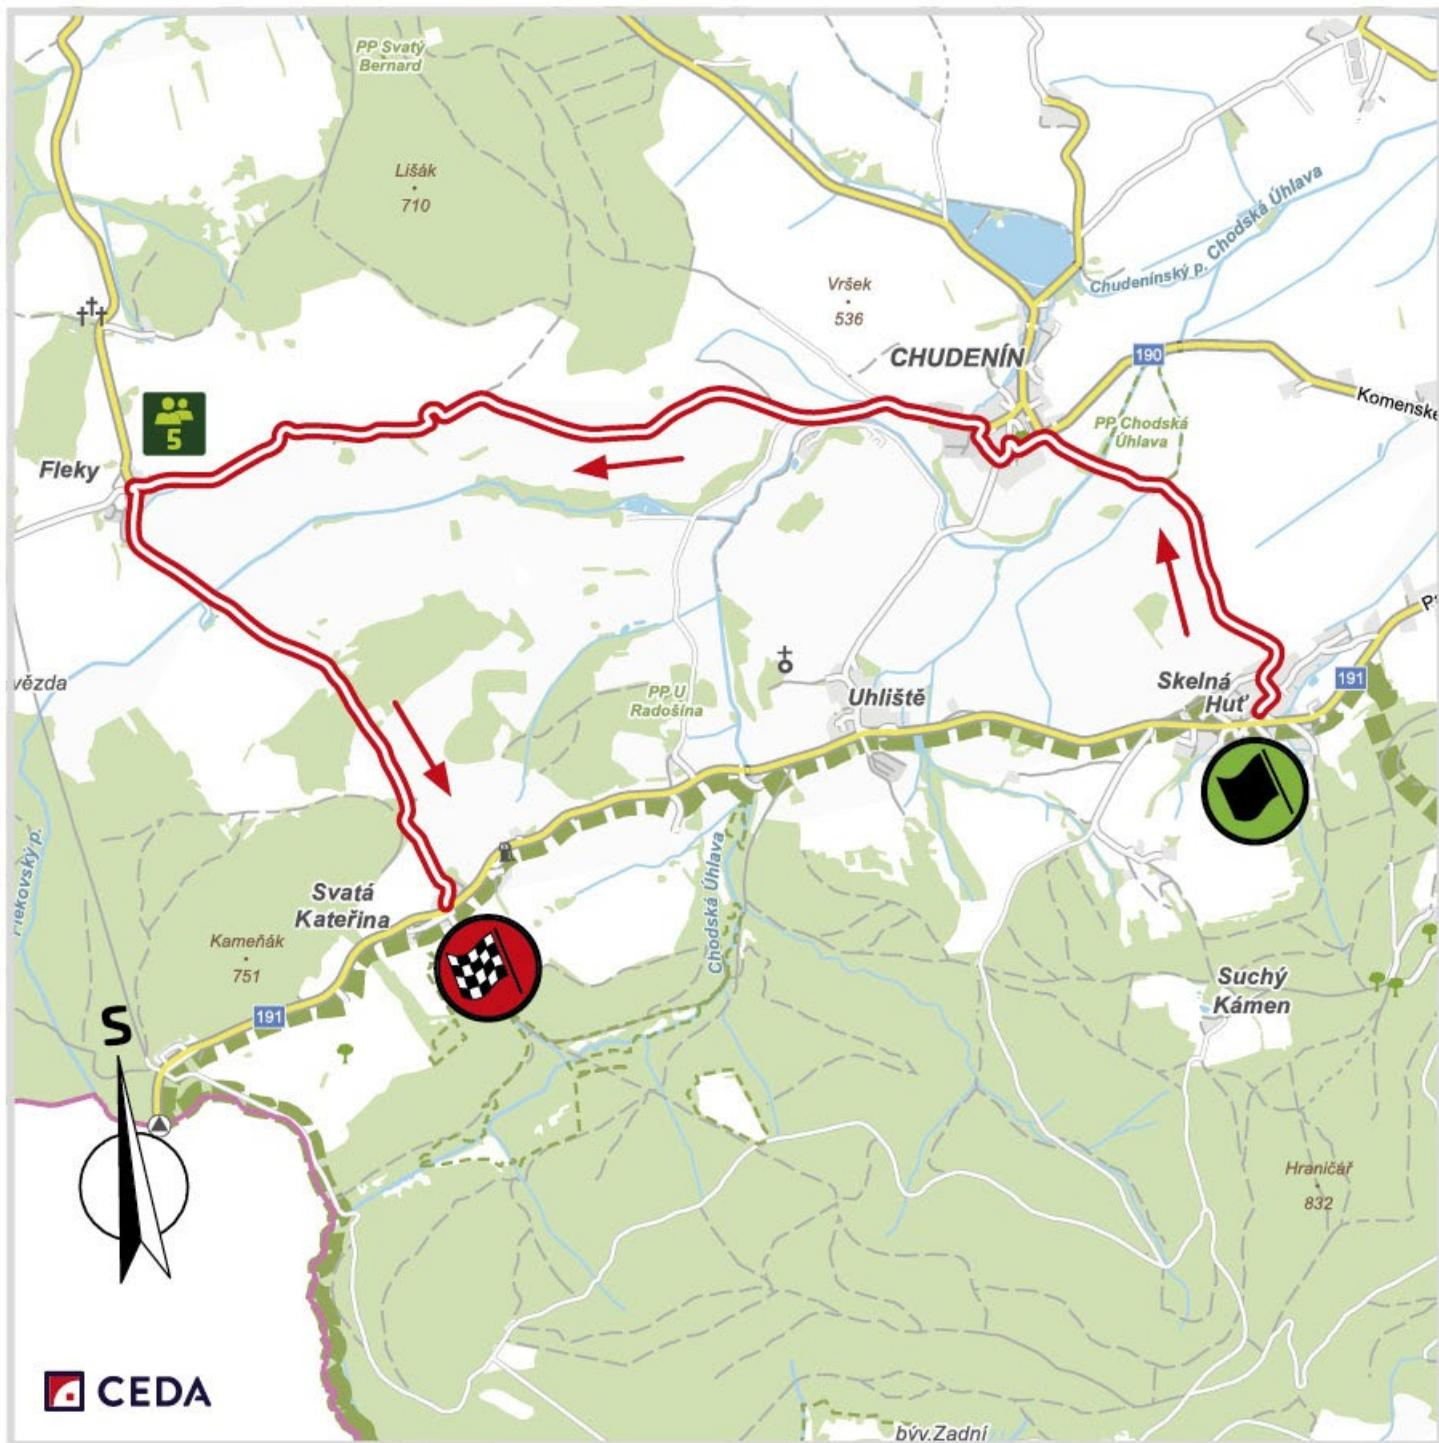 PP Svatý
Bernard
Lišák
710
Vršek
536
Chudenínský p.
Chodská Úhlava
CHUDENÍN
190
Komenské
PP Chodská
Úhlava
5
Fleky
vězda
PP U
Radošína
Uhliště
Skelná
Huť
191
Svatá
Kateřina
Chodská Úhlava
Kameňák
751
191
Suchý
Kámen
S
Hraničář
832
CEDA
býv.Zadní